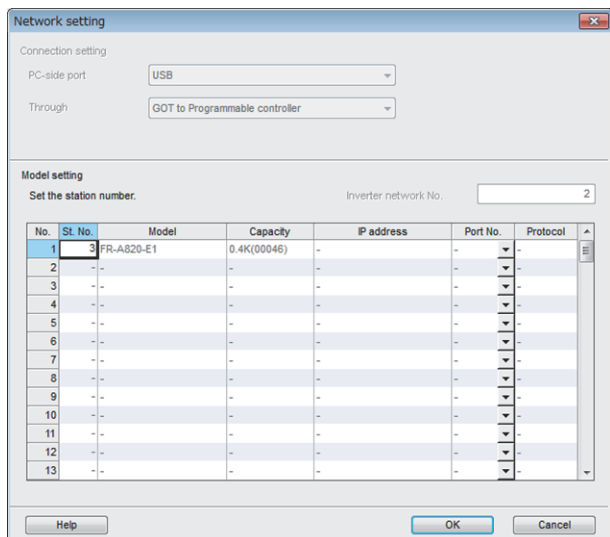 Network setting
Connection setting
PC-side port USB
Through GOT to Programmable controller
Model setting
Set the station number. Inverter network No. 2
No. St. No. Model Capacity IP address Port No. Protocol
1 3 FR-A820-E1 0.4K(00046) - - -
2 - - - - - -
3 - - - - - -
4 - - - - - -
5 - - - - - -
6 - - - - - -
7 - - - - - -
8 - - - - - -
9 - - - - - -
10 - - - - - -
11 - - - - - -
12 - - - - - -
13 - - - - - -
Help OK Cancel